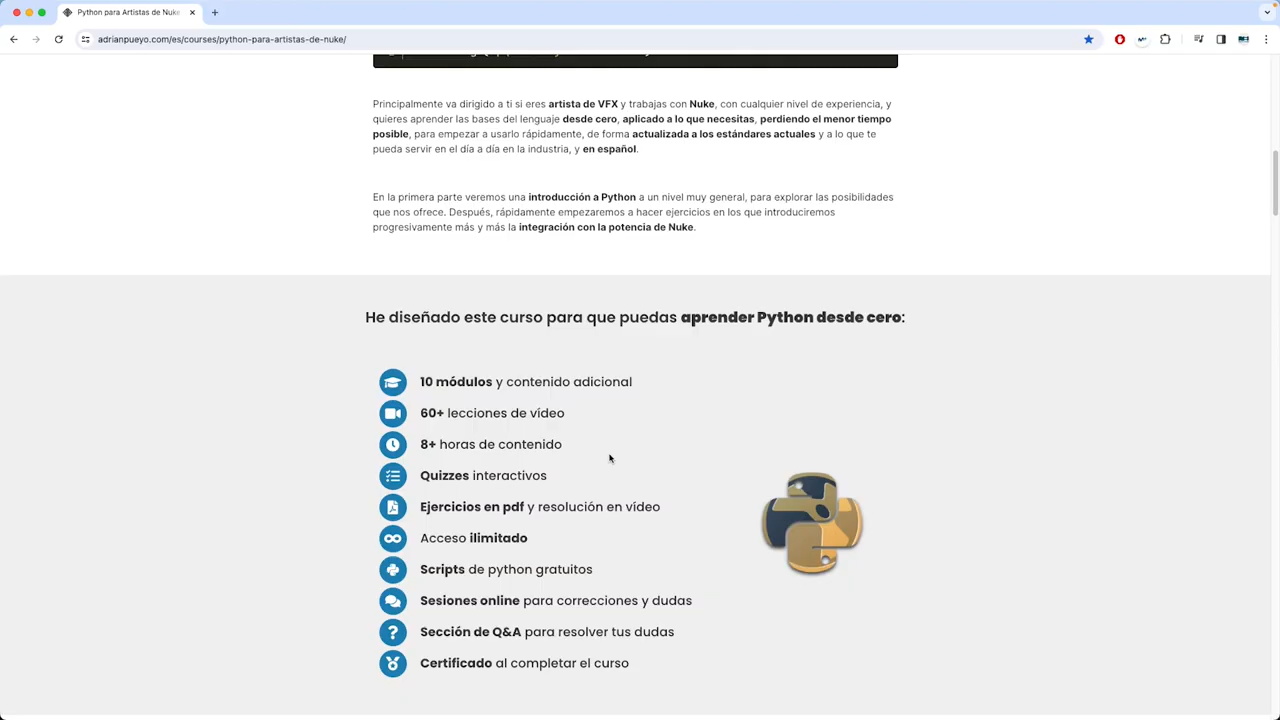 Python para Artistas de Nuke
adrianpueyo.com/es/courses/python-para-artistas-de-nuke/
Principalmente va dirigido a ti si eres artista de VFX y trabajas con Nuke, con cualquier nivel de experiencia, y
quieres aprender las bases del lenguaje desde cero, aplicado a lo que necesitas, perdiendo el menor tiempo
posible, para empezar a usarlo rápidamente, de forma actualizada a los estándares actuales y a lo que te
pueda servir en el día a día en la industria, y en español.
En la primera parte veremos una introducción a Python a un nivel muy general, para explorar las posibilidades
que nos ofrece. Después, rápidamente empezaremos a hacer ejercicios en los que introduciremos
progresivamente más y más la integración con la potencia de Nuke.
He diseñado este curso para que puedas aprender Python desde cero:
10 módulos y contenido adicional
60+ lecciones de vídeo
8+ horas de contenido
Quizzes interactivos
Ejercicios en pdf y resolución en vídeo
Acceso ilimitado
Scripts de python gratuitos
Sesiones online para correcciones y dudas
Sección de Q&A para resolver tus dudas
Certificado al completar el curso